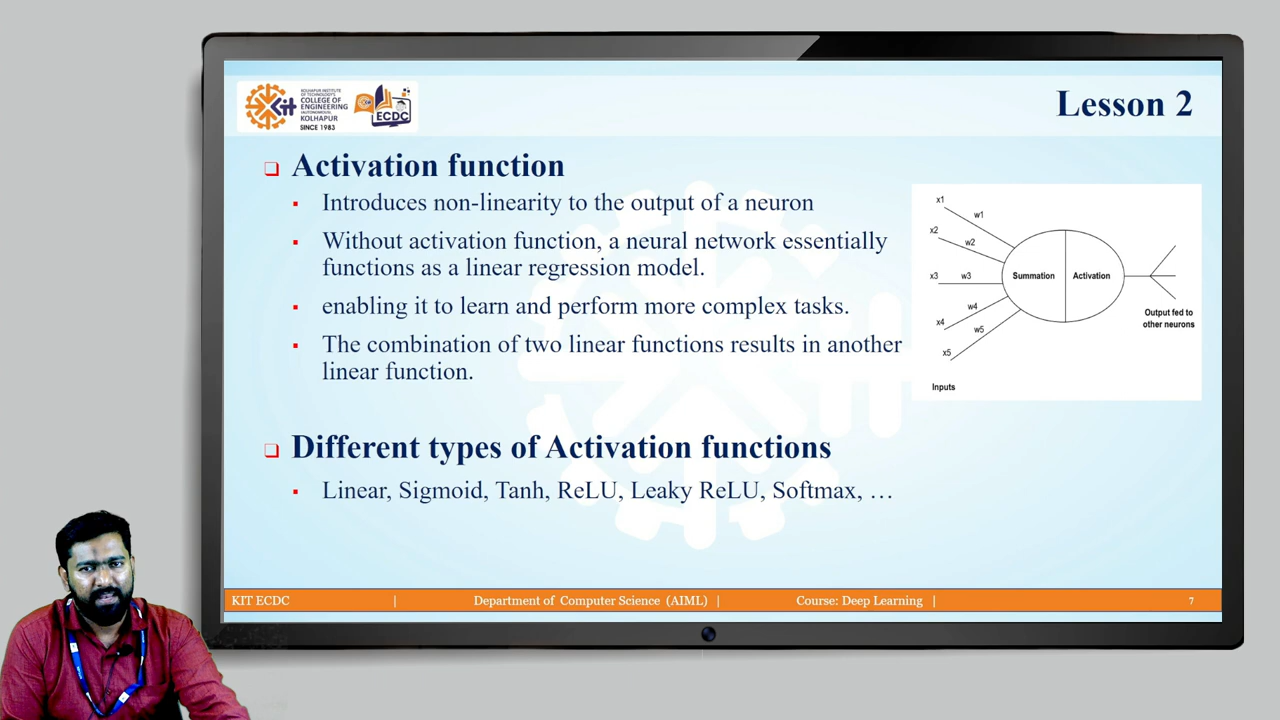 KOLHAPUR INSTITUTE
OF TECHNOLOGY'S
COLLEGE OF
ENGINEERING
(AUTONOMOUS)
KOLHAPUR
SINCE 1983
Kit
ECDC
Lesson 2
Activation function
Introduces non-linearity to the output of a neuron
Without activation function, a neural network essentially
functions as a linear regression model.
enabling it to learn and perform more complex tasks.
The combination of two linear functions results in another
linear function.
x1
w1
x2
w2
x3
w3
w4
x4
w5
x5
Inputs
Summation
Activation
Output fed to
other neurons
Different types of Activation functions
Linear, Sigmoid, Tanh, ReLU, Leaky ReLU, Softmax, …
KIT ECDC | Department of Computer Science (AIML) | Course: Deep Learning | 7